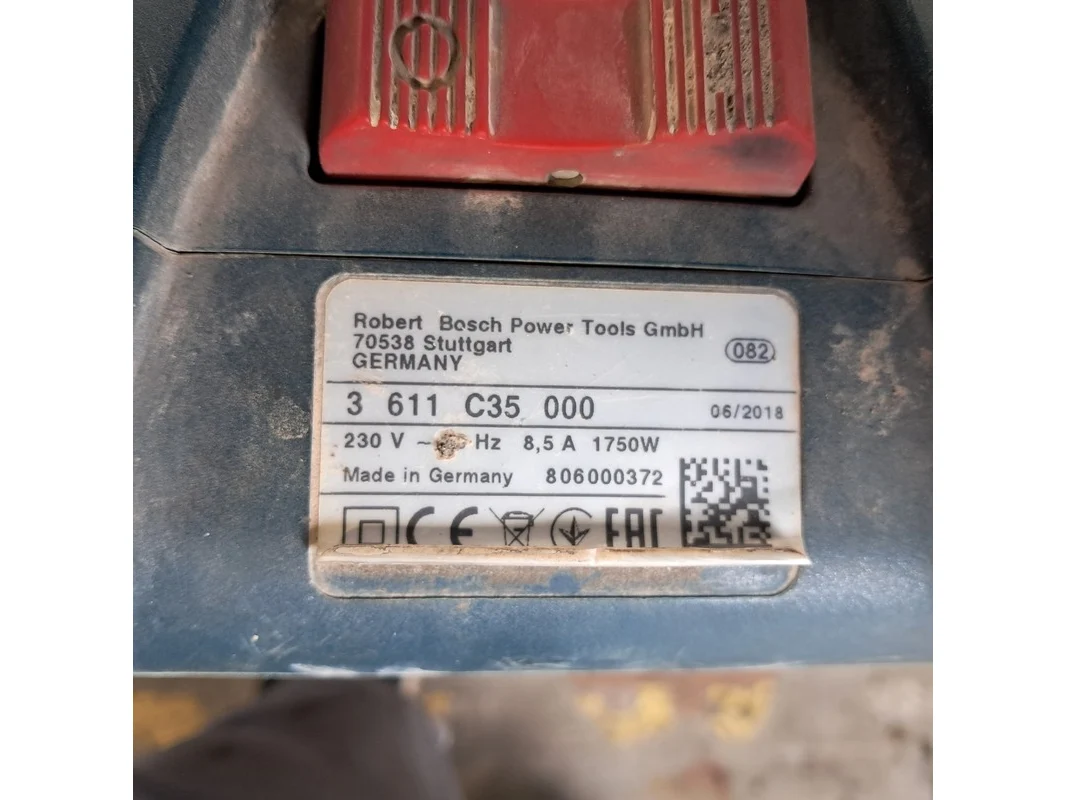 Robert Bosch Power Tools GmbH
70538 Stuttgart
GERMANY
082
3 611 C35 000
06/2018
230 V ~ Hz 8,5 A 1750W
Made in Germany 806000372
CE EAC